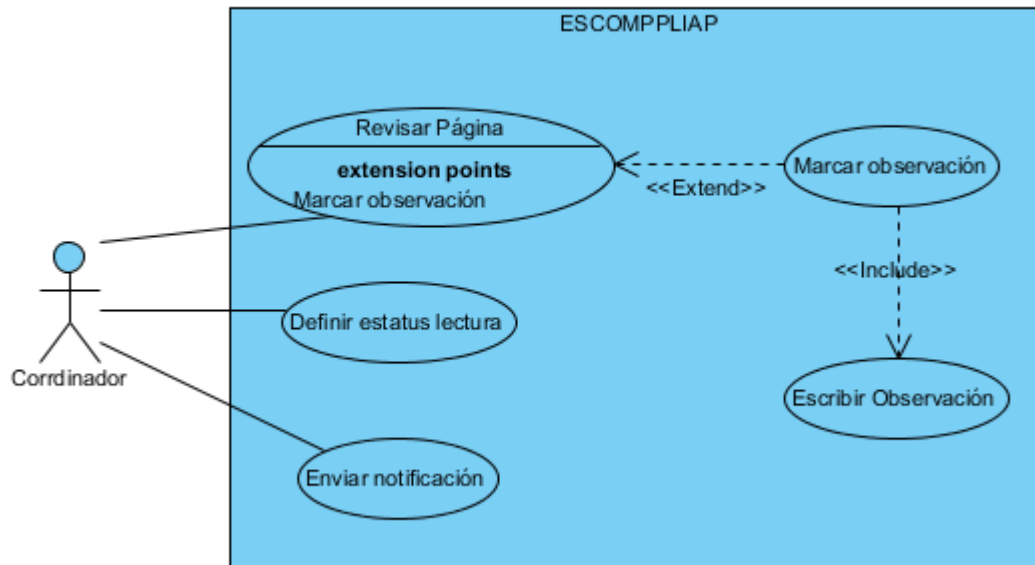 ESCOMPPLIAP
Revisar Página
extension points
Marcar observación
<<Extend>>
Marcar observación
<<Include>>
Definir estatus lectura
Corrdinador
Escribir Observación
Enviar notificación